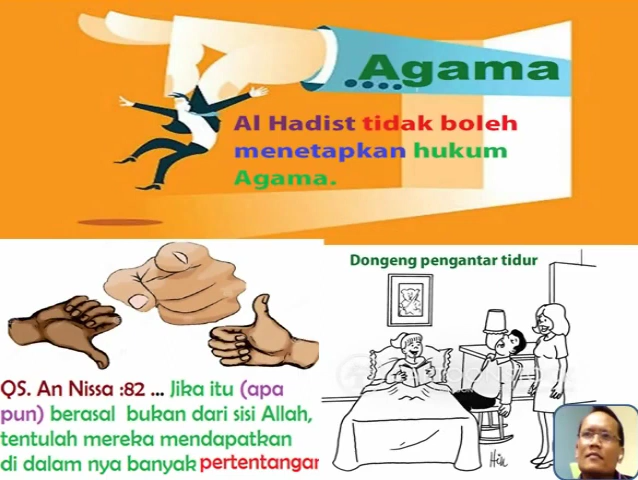 ....Agama
Al Hadist tidak boleh
menetapkan hukum
Agama.
Dongeng pengantar tidur
QS. An Nissa :82 ... Jika itu (apa
pun) berasal bukan dari sisi Allah,
tentulah mereka mendapatkan
di dalam nya banyak pertentangan